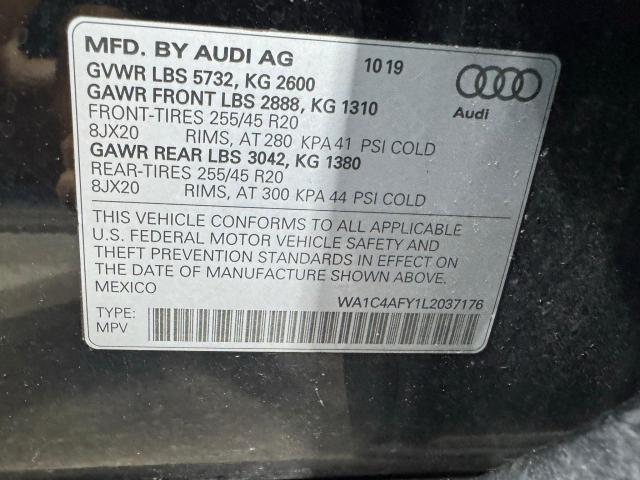 MFD. BY AUDI AG 10 19
GVWR LBS 5732, KG 2600
GAWR FRONT LBS 2888, KG 1310
FRONT-TIRES 255/45 R20
8JX20 RIMS, AT 280 KPA 41 PSI COLD
GAWR REAR LBS 3042, KG 1380
REAR-TIRES 255/45 R20
8JX20 RIMS, AT 300 KPA 44 PSI COLD
Audi
THIS VEHICLE CONFORMS TO ALL APPLICABLE
U.S. FEDERAL MOTOR VEHICLE SAFETY AND
THEFT PREVENTION STANDARDS IN EFFECT ON
THE DATE OF MANUFACTURE SHOWN ABOVE.
MEXICO
WA1C4AFY1L2037176
TYPE:
MPV